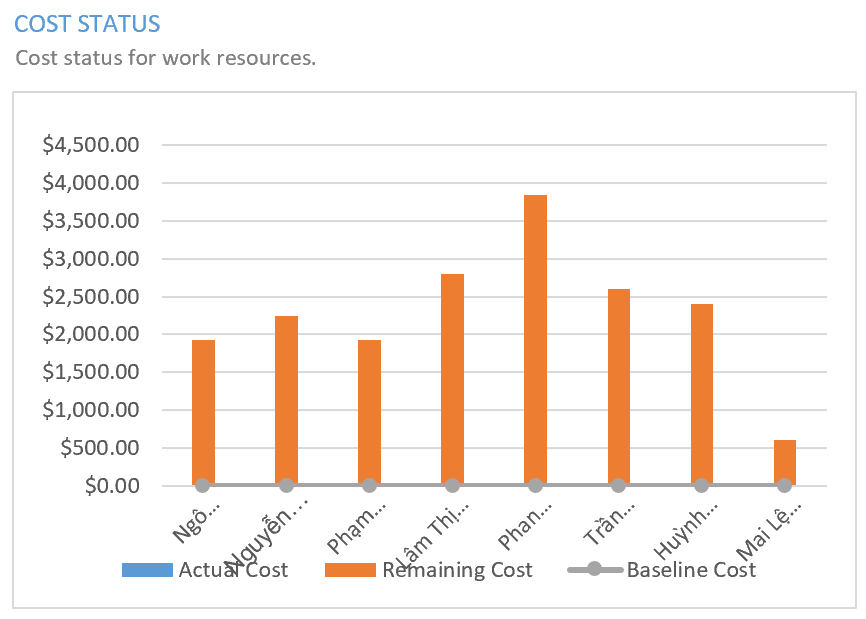 COST STATUS
Cost status for work resources.
$4,500.00
$4,000.00
$3,500.00
$3,000.00
$2,500.00
$2,000.00
$1,500.00
$1,000.00
$500.00
$0.00
Ngô...
Nguyễn...
Phạm...
Lâm Thị...
Phan...
Trần...
Huỳnh...
Mai Lệ...
Actual Cost
Remaining Cost
Baseline Cost